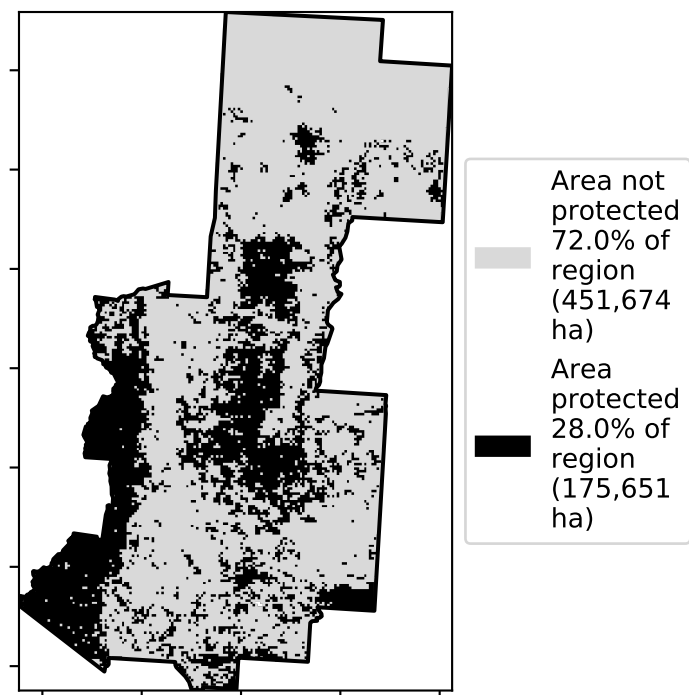 Area not
protected
72.0% of
region
(451,674
ha)
Area
protected
28.0% of
region
(175,651
ha)